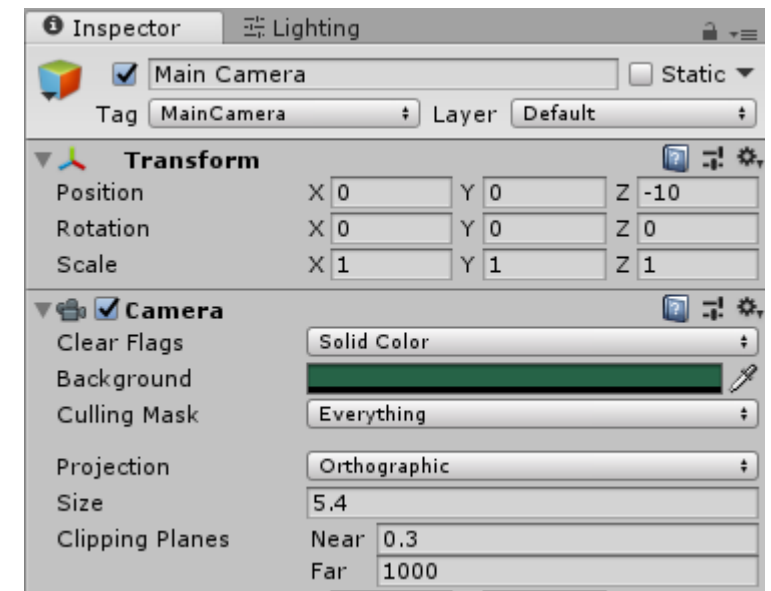 Inspector Lighting
Main Camera Static
Tag MainCamera Layer Default
Transform
Position X 0 Y 0 Z -10
Rotation X 0 Y 0 Z 0
Scale X 1 Y 1 Z 1
Camera
Clear Flags Solid Color
Background
Culling Mask Everything
Projection Orthographic
Size 5.4
Clipping Planes Near 0.3
Far 1000